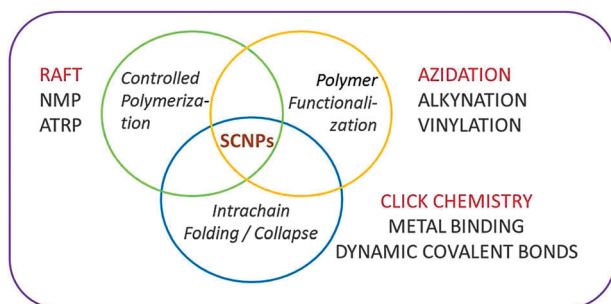 RAFT
NMP
ATRP
Controlled
Polymeriza-
tion
Polymer
Functionali-
zation
AZIDATION
ALKYNATION
VINYLATION
SCNPs
Intrachain
Folding / Collapse
CLICK CHEMISTRY
METAL BINDING
DYNAMIC COVALENT BONDS